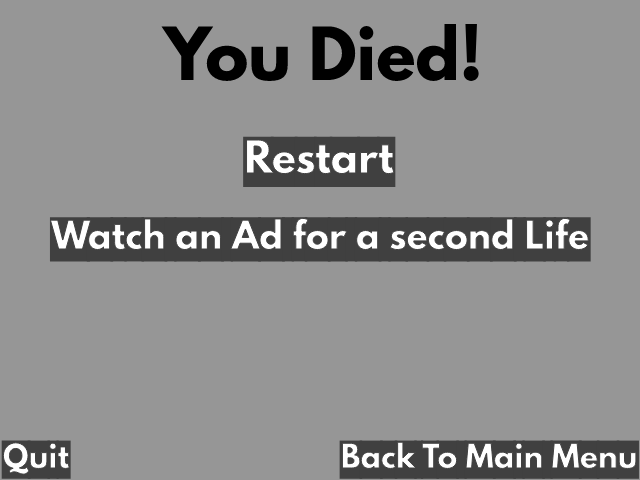 You Died!
Restart
Watch an Ad for a second Life
Quit
Back To Main Menu